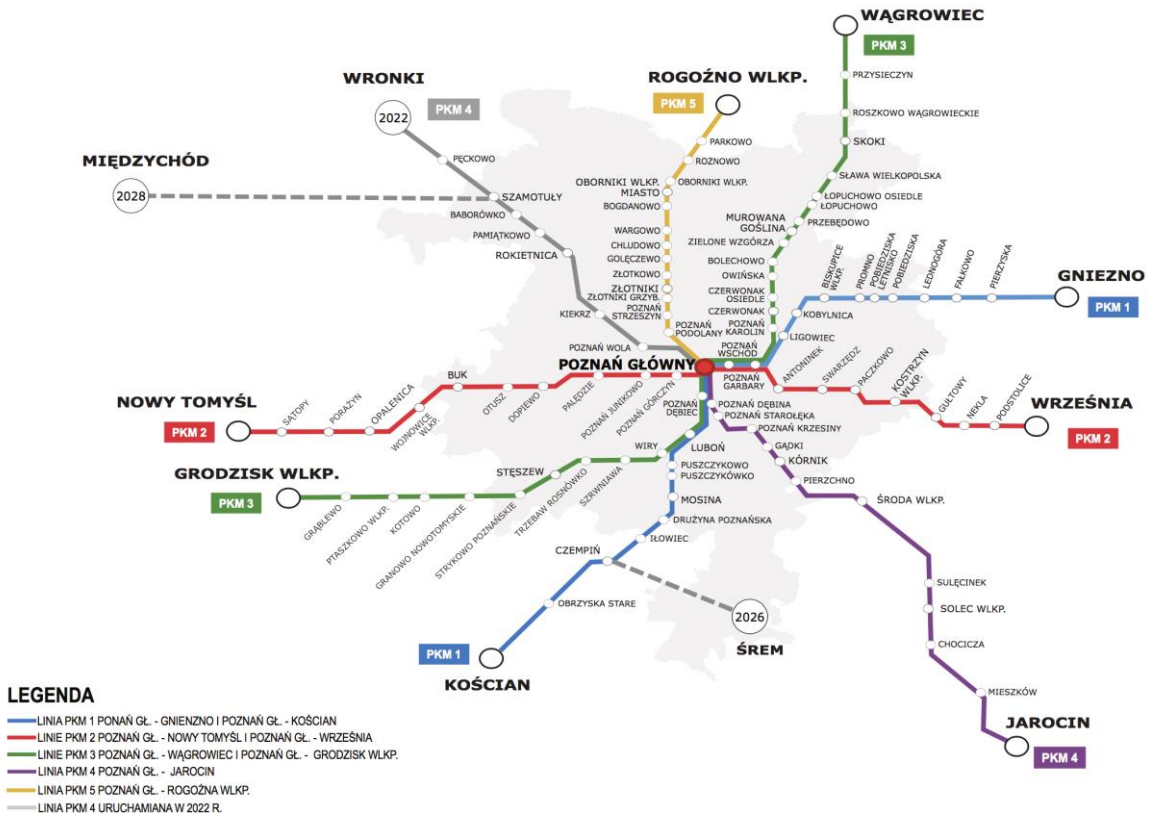 WĄGROWIEC
PKM 3
PRZYSIECZYN
ROSZKOWO WĄGROWIECKIE
SKOKI
SŁAWA WIELKOPOLSKA
ŁOPUCHOWO OSIEDLE
ŁOPUCHOWO
PRZEBĘDOWO
MUROWANA
GOŚLINA
ZIELONE WZGÓRZA
BOLECHOWO
OWIŃSKA
CZERWONAK
OSIEDLE
CZERWONAK
POZNAŃ
KAROLIN
POZNAŃ
WSCHÓD
POZNAŃ
GARBARY
ROGOŹNO WLKP.
PKM 5
PARKOWO
ROŻNOWO
OBORNIKI WLKP.
OBORNIKI WLKP.
MIASTO
BOGDANOWO
WARGOWO
CHLUDOWO
GOLĘCZEWO
ZŁOTKOWO
ZŁOTNIKI
ZŁOTNIKI GRZYB.
POZNAŃ
STRZESZYN
POZNAŃ
PODOLANY
WRONKI
PKM 4
2022
PĘCKOWO
SZAMOTUŁY
BABORÓWKO
PAMIĄTKOWO
ROKIETNICA
KIEKRZ
POZNAŃ WOLA
MIĘDZYCHÓD
2028
BISKUPICE
WLKP.
PROMNO
POBIEDZISKA
LETNISKO
POBIEDZISKA
LEDNOGÓRA
FAŁKOWO
PIERZYSKA
GNIEZNO
PKM 1
KOBYLNICA
LIGOWIEC
POZNAŃ GŁÓWNY
ANTONINEK
SWARZĘDZ
PACZKOWO
KOSTRZYN
WLKP.
GUŁTOWY
NEKLA
PODSTOLICE
WRZEŚNIA
PKM 2
NOWY TOMYŚL
PKM 2
SĄTOPY
PORAŻYN
OPALENICA
WOJNOWICE
WLKP.
BUK
OTUSZ
DOPIEWO
PALĘDZIE
POZNAŃ JUNIKOWO
POZNAŃ GÓRCZYN
POZNAŃ
DĘBIEC
GRODZISK WLKP.
PKM 3
GRĄBLEWO
PTASZKOWO WLKP.
KOTOWO
GRANOWO NOWOTOMYSKIE
STRYKOWO POZNAŃSKIE
STĘSZEW
TRZEBAW ROSNÓWKO
SZRWNIAWA
WIRY
LUBOŃ
PUSZCZYKOWO
PUSZCZYKÓWKO
MOSINA
DRUŻYNA POZNAŃSKA
IŁOWIEC
CZEMPIŃ
OBRZYSKA STARE
PKM 1
KOŚCIAN
2026
ŚREM
POZNAŃ DĘBINA
POZNAŃ STAROŁĘKA
POZNAŃ KRZESINY
GĄDKI
KÓRNIK
PIERZCHNO
ŚRODA WLKP.
SULĘCINEK
SOLEC WLKP.
CHOCICZA
MIESZKÓW
JAROCIN
PKM 4
LEGENDA
LINIA PKM 1 PONAŃ GŁ. - GNIENZNO I POZNAŃ GŁ. - KOŚCIAN
LINIE PKM 2 POZNAŃ GŁ. - NOWY TOMYŚL I POZNAŃ GŁ. - WRZEŚNIA
LINIE PKM 3 POZNAŃ GŁ. - WĄGROWIEC I POZNAŃ GŁ. - GRODZISK WLKP.
LINIA PKM 4 POZNAŃ GŁ. - JAROCIN
LINIA PKM 5 POZNAŃ GŁ. - ROGOŹNA WLKP.
LINIA PKM 4 URUCHAMIANA W 2022 R.